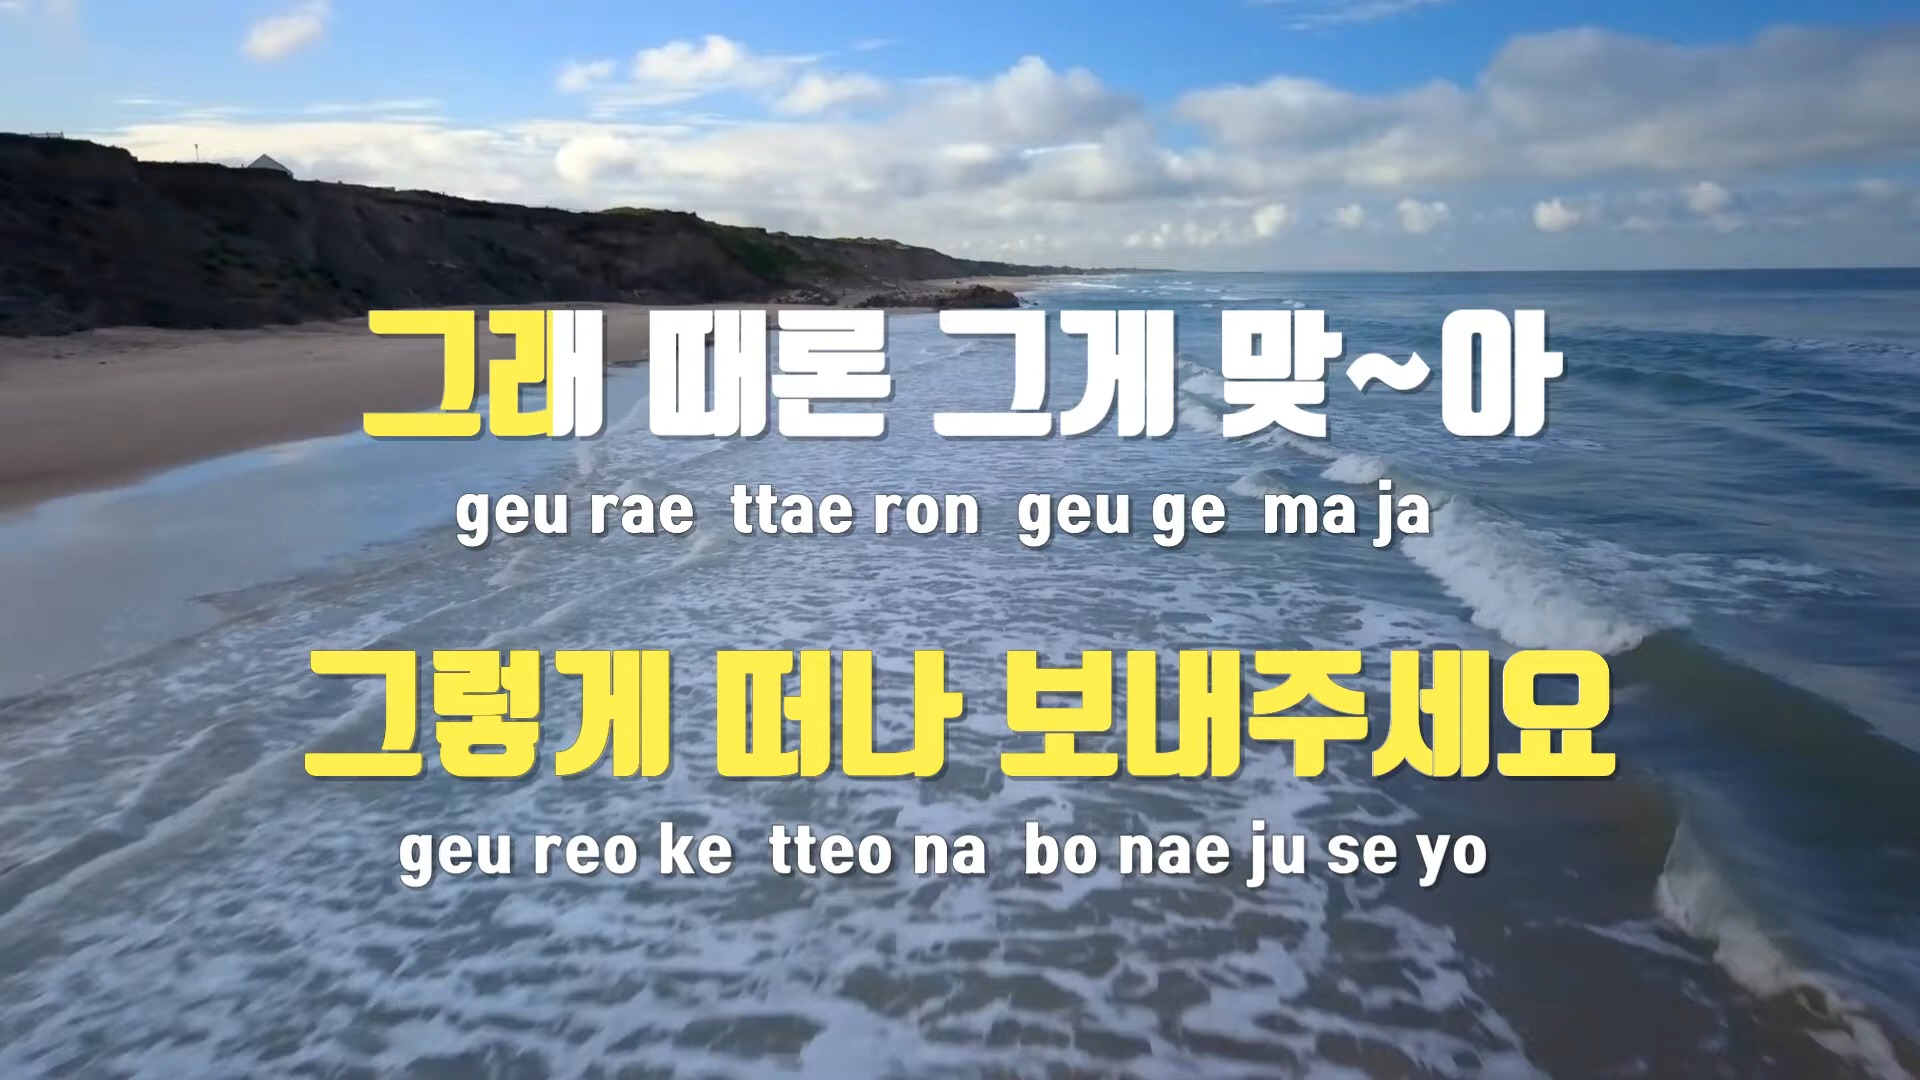 그래 때론 그게 맞~아
geu rae ttae ron geu ge ma ja
그렇게 떠나 보내주세요
geu reo ke tteo na bo nae ju se yo